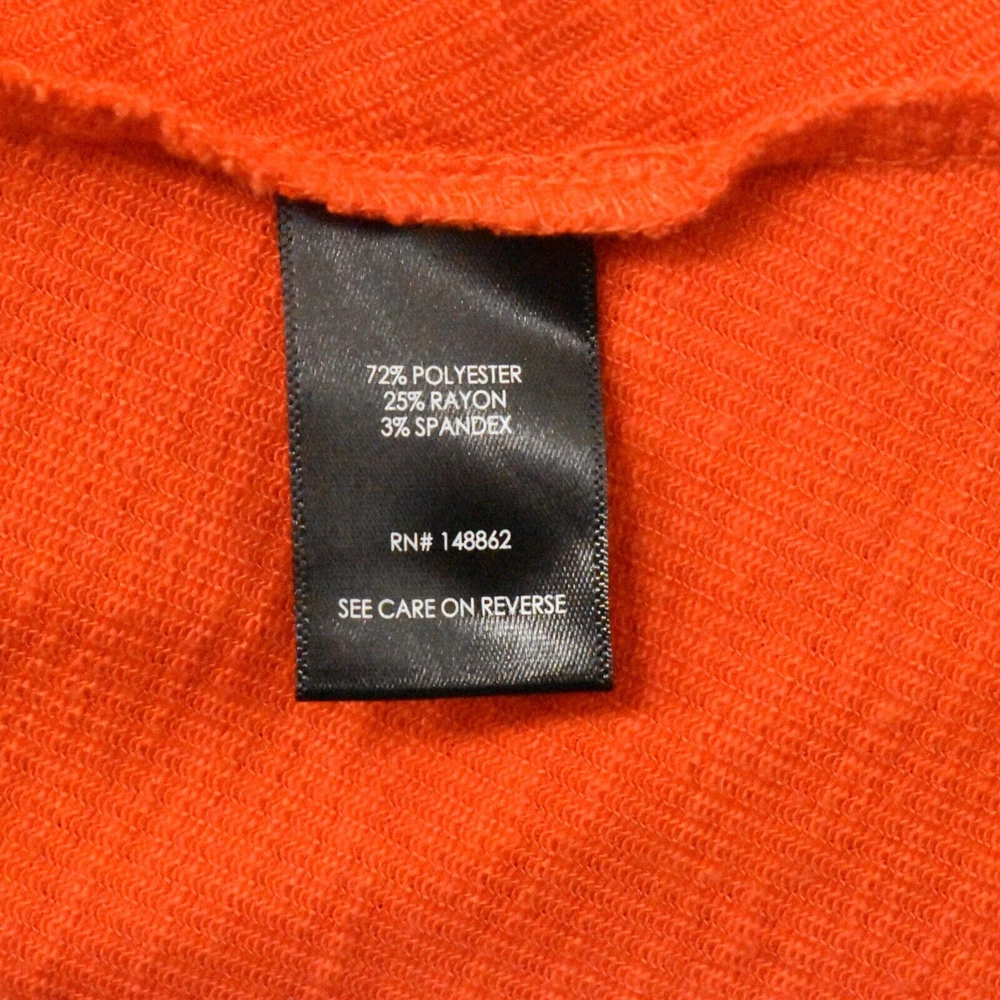 72% POLYESTER
25% RAYON
3% SPANDEX
RN# 148862
SEE CARE ON REVERSE